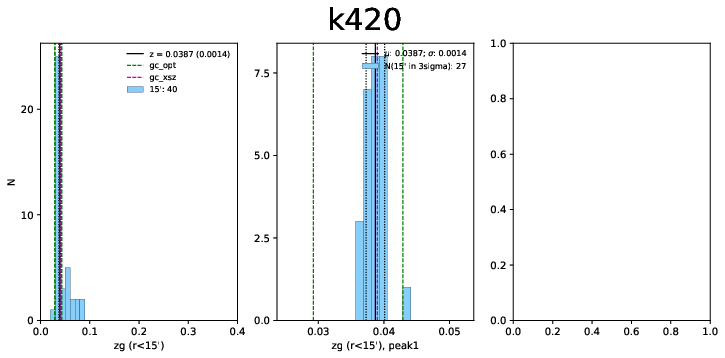 k420
z = 0.0387 (0.0014)
gc_opt
gc_xsz
15': 40
N
20
10
0
0.0 0.1 0.2 0.3 0.4
zg (r<15')
μ: 0.0387; σ: 0.0014
N(15' in 3sigma): 27
7.5
5.0
2.5
0.0
0.03 0.04 0.05
zg (r<15'), peak1
1.0
0.8
0.6
0.4
0.2
0.0
0.0 0.2 0.4 0.6 0.8 1.0